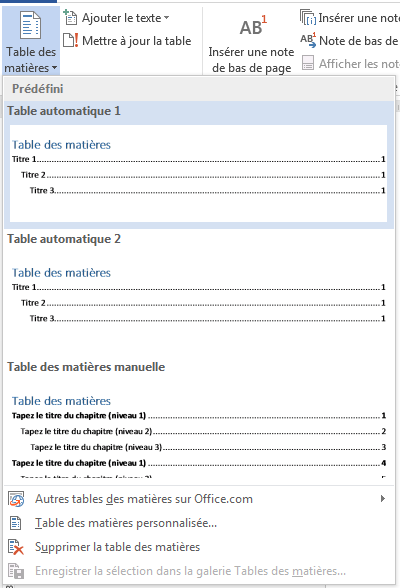 Table des
matières
Ajouter le texte
Mettre à jour la table
AB1
Insérer une note
de bas de page
Insérer une note
AB
Note de bas de
Afficher les note
Prédéfini
Table automatique 1
Table des matières
Titre 1 1
Titre 2 1
Titre 3 1
Table automatique 2
Table des matières
Titre 1 1
Titre 2 1
Titre 3 1
Table des matières manuelle
Table des matières
Tapez le titre du chapitre (niveau 1) 1
Tapez le titre du chapitre (niveau 2) 2
Tapez le titre du chapitre (niveau 3) 3
Tapez le titre du chapitre (niveau 1) 4
Autres tables des matières sur Office.com
Table des matières personnalisée...
Supprimer la table des matières
Enregistrer la sélection dans la galerie Tables des matières...